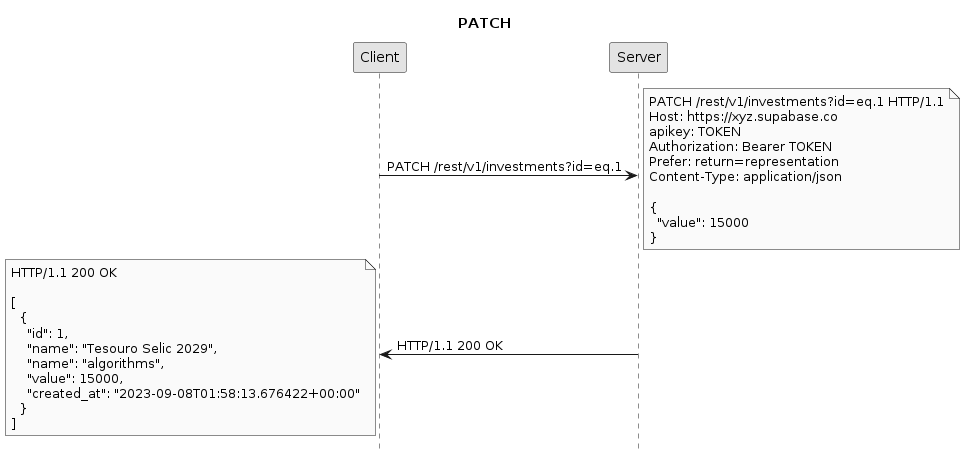 PATCH
Client
Server
PATCH /rest/v1/investments?id=eq.1 HTTP/1.1
Host: https://xyz.supabase.co
apikey: TOKEN
Authorization: Bearer TOKEN
Prefer: return=representation
Content-Type: application/json
{
"value": 15000
}
PATCH /rest/v1/investments?id=eq.1
HTTP/1.1 200 OK
[
{
"id": 1,
"name": "Tesouro Selic 2029",
"name": "algorithms",
"value": 15000,
"created_at": "2023-09-08T01:58:13.676422+00:00"
}
]
HTTP/1.1 200 OK